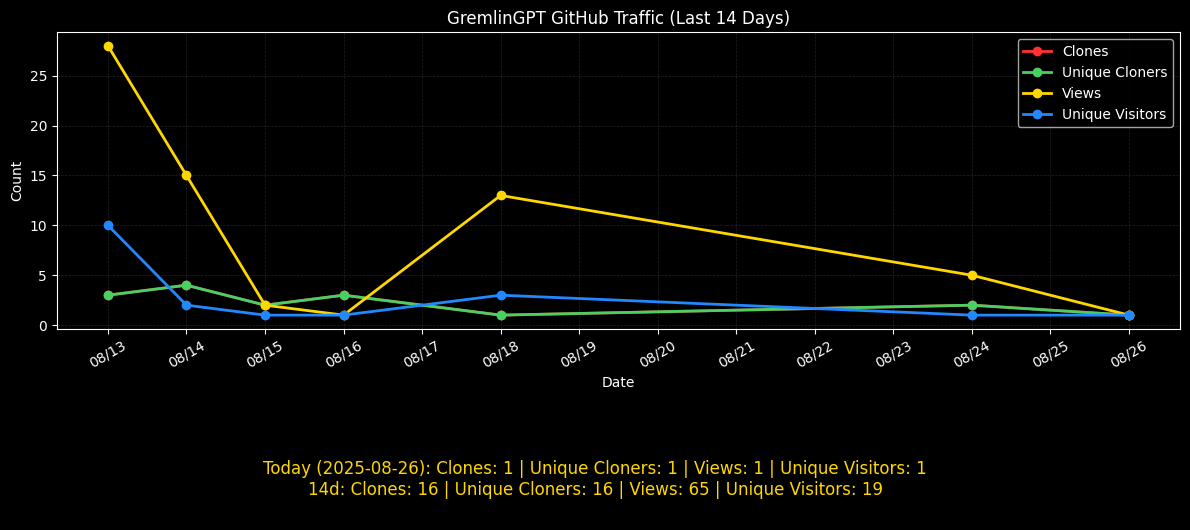 GremlinGPT GitHub Traffic (Last 14 Days)
Clones
Unique Cloners
Views
Unique Visitors
Count
25
20
15
10
5
0
08/13 08/14 08/15 08/16 08/17 08/18 08/19 08/20 08/21 08/22 08/23 08/24 08/25 08/26
Date
Today (2025-08-26): Clones: 1 | Unique Cloners: 1 | Views: 1 | Unique Visitors: 1
14d: Clones: 16 | Unique Cloners: 16 | Views: 65 | Unique Visitors: 19